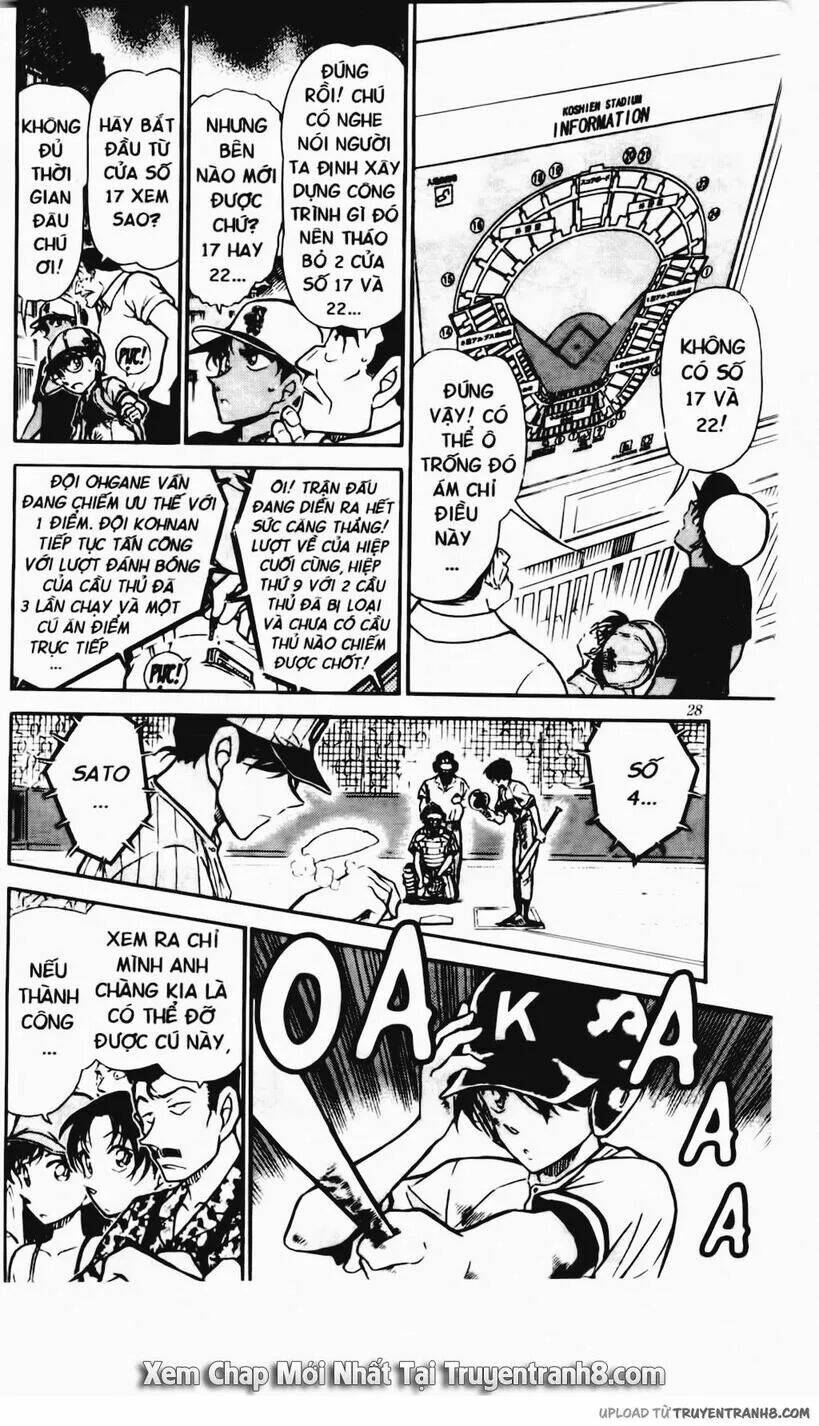 KOSHIEN STADIUM
INFORMATION
KHÔNG
CÓ SỐ
17 VÀ
22!
ĐÚNG
VẬY! CÓ
THỂ Ô
TRỐNG ĐÓ
ÁM CHỈ
ĐIỀU
NÀY
...
ĐÚNG
RỒI! CHÚ
CÓ NGHE
NÓI NGƯỜI
TA ĐỊNH XÂY
DỰNG CÔNG
TRÌNH GÌ ĐÓ
NÊN THÁO
BỎ 2 CỬA
SỐ 17 VÀ
22...
NHƯNG
BÊN
NÀO MỚI
ĐƯỢC
CHỨ?
17 HAY
22...
HÃY BẮT
ĐẦU TỪ
CỬA SỐ
17 XEM
SAO?
KHÔNG
ĐỦ THỜI
GIAN
ĐÂU
CHÚ
ƠI!
PỰC!
ÔI! TRẬN ĐẤU
ĐANG DIỄN RA HẾT
SỨC CĂNG THẲNG!
LƯỢT VỀ CỦA HIỆP
CUỐI CÙNG, HIỆP
THỨ 9 VỚI 2 CẦU
THỦ ĐÃ BỊ LOẠI
VÀ CHƯA CÓ CẦU
THỦ NÀO CHIẾM
ĐƯỢC CHỐT!
ĐỘI OHGANE VẪN
ĐANG CHIẾM ƯU THẾ VỚI
1 ĐIỂM. ĐỘI KOHNAN
TIẾP TỤC TẤN CÔNG
VỚI LƯỢT ĐÁNH BÓNG
CỦA CẦU THỦ ĐÃ
3 LẦN CHẠY VÀ MỘT
CÚ ĂN ĐIỂM
TRỰC TIẾP
...
PỰC!
28
SỐ
4...
SATO
...
OA AAA
K
XEM RA CHỈ
MÌNH ANH
CHÀNG KIA LÀ
CÓ THỂ ĐỠ
ĐƯỢC CÚ NÀY,
NẾU
THÀNH
CÔNG
...
Xem Chap Mới Nhất Tại Truyentranh8.com
UPLOAD TỪ TRUYENTRANH8.COM